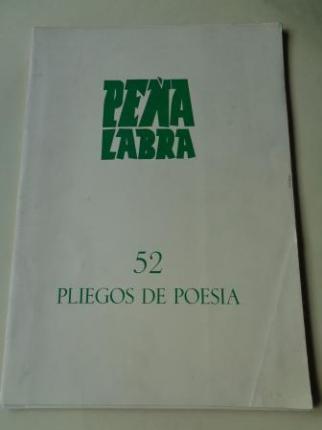 PEÑA
LABRA
52
PLIEGOS DE POESIA